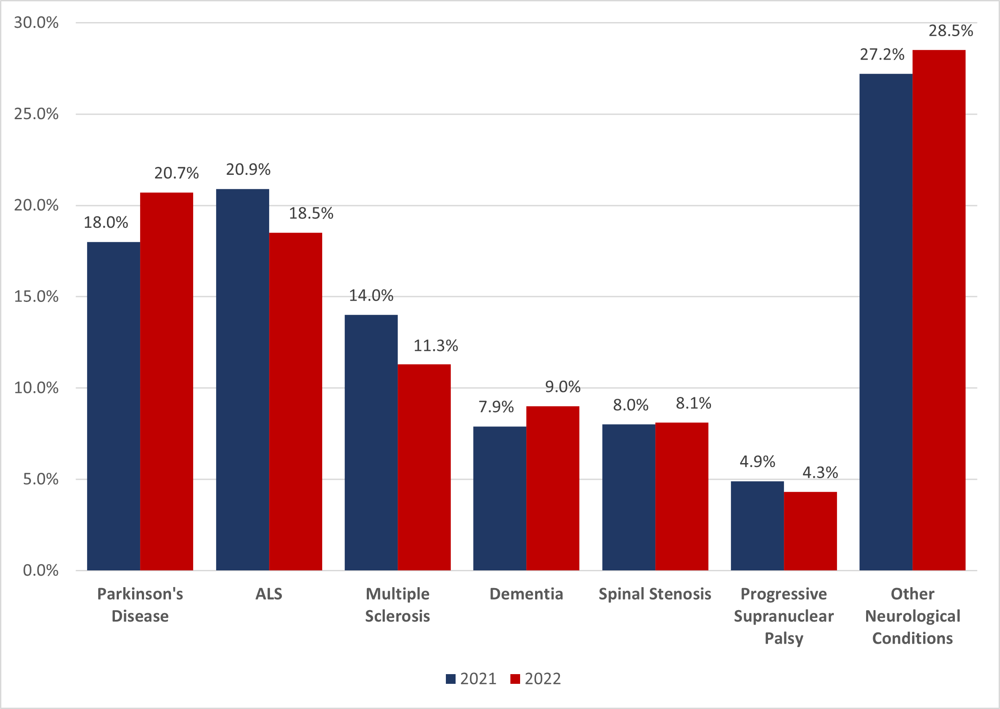 30.0%
25.0%
20.0%
15.0%
10.0%
5.0%
0.0%
18.0%
20.7%
20.9%
18.5%
14.0%
11.3%
7.9%
9.0%
8.0%
8.1%
4.9%
4.3%
27.2%
28.5%
Parkinson's
Disease
ALS
Multiple
Sclerosis
Dementia
Spinal Stenosis
Progressive
Supranuclear
Palsy
Other
Neurological
Conditions
2021
2022